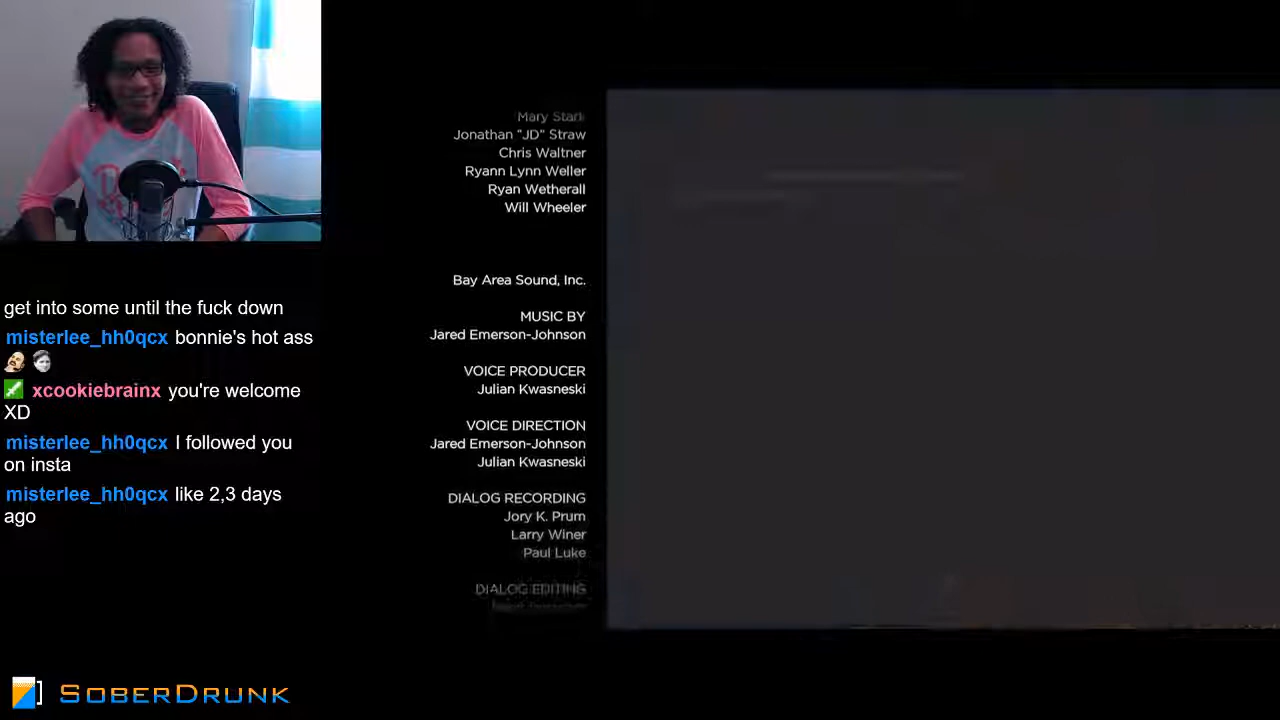 Mary Stark
Jonathan "JD" Straw
Chris Waltner
Ryann Lynn Weller
Ryan Wetherall
Will Wheeler
Bay Area Sound, Inc.
MUSIC BY
Jared Emerson-Johnson
VOICE PRODUCER
Julian Kwasneski
VOICE DIRECTION
Jared Emerson-Johnson
Julian Kwasneski
DIALOG RECORDING
Jory K. Prum
Larry Winer
Paul Luke
DIALOG EDITING
get into some until the fuck down
misterlee_hh0qcx bonnie's hot ass
xcookiebrainx you're welcome
XD
misterlee_hh0qcx I followed you
on insta
misterlee_hh0qcx like 2,3 days
ago
SOBERDRUNK